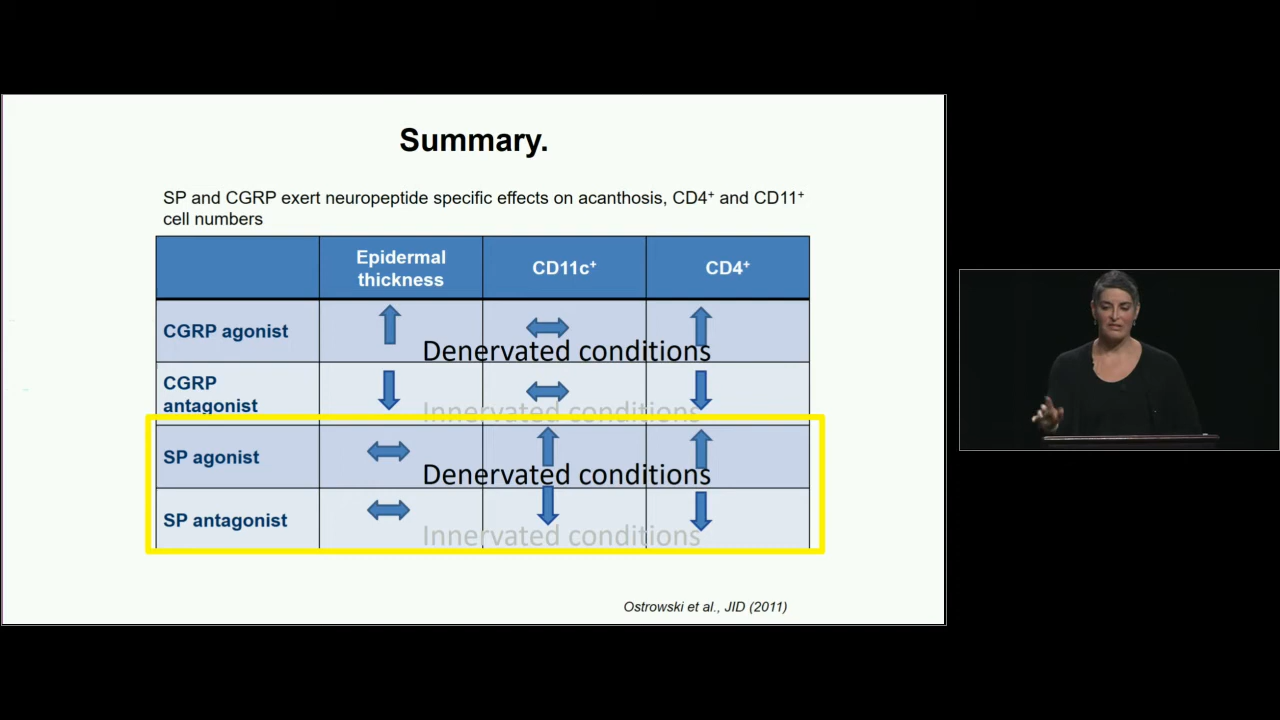 Summary.
SP and CGRP exert neuropeptide specific effects on acanthosis, CD4⁺ and CD11⁺
cell numbers
Epidermal
thickness
CD11c⁺
CD4⁺
CGRP agonist
Denervated conditions
CGRP
antagonist
Innervated conditions
SP agonist
Denervated conditions
SP antagonist
Innervated conditions
Ostrowski et al., JID (2011)